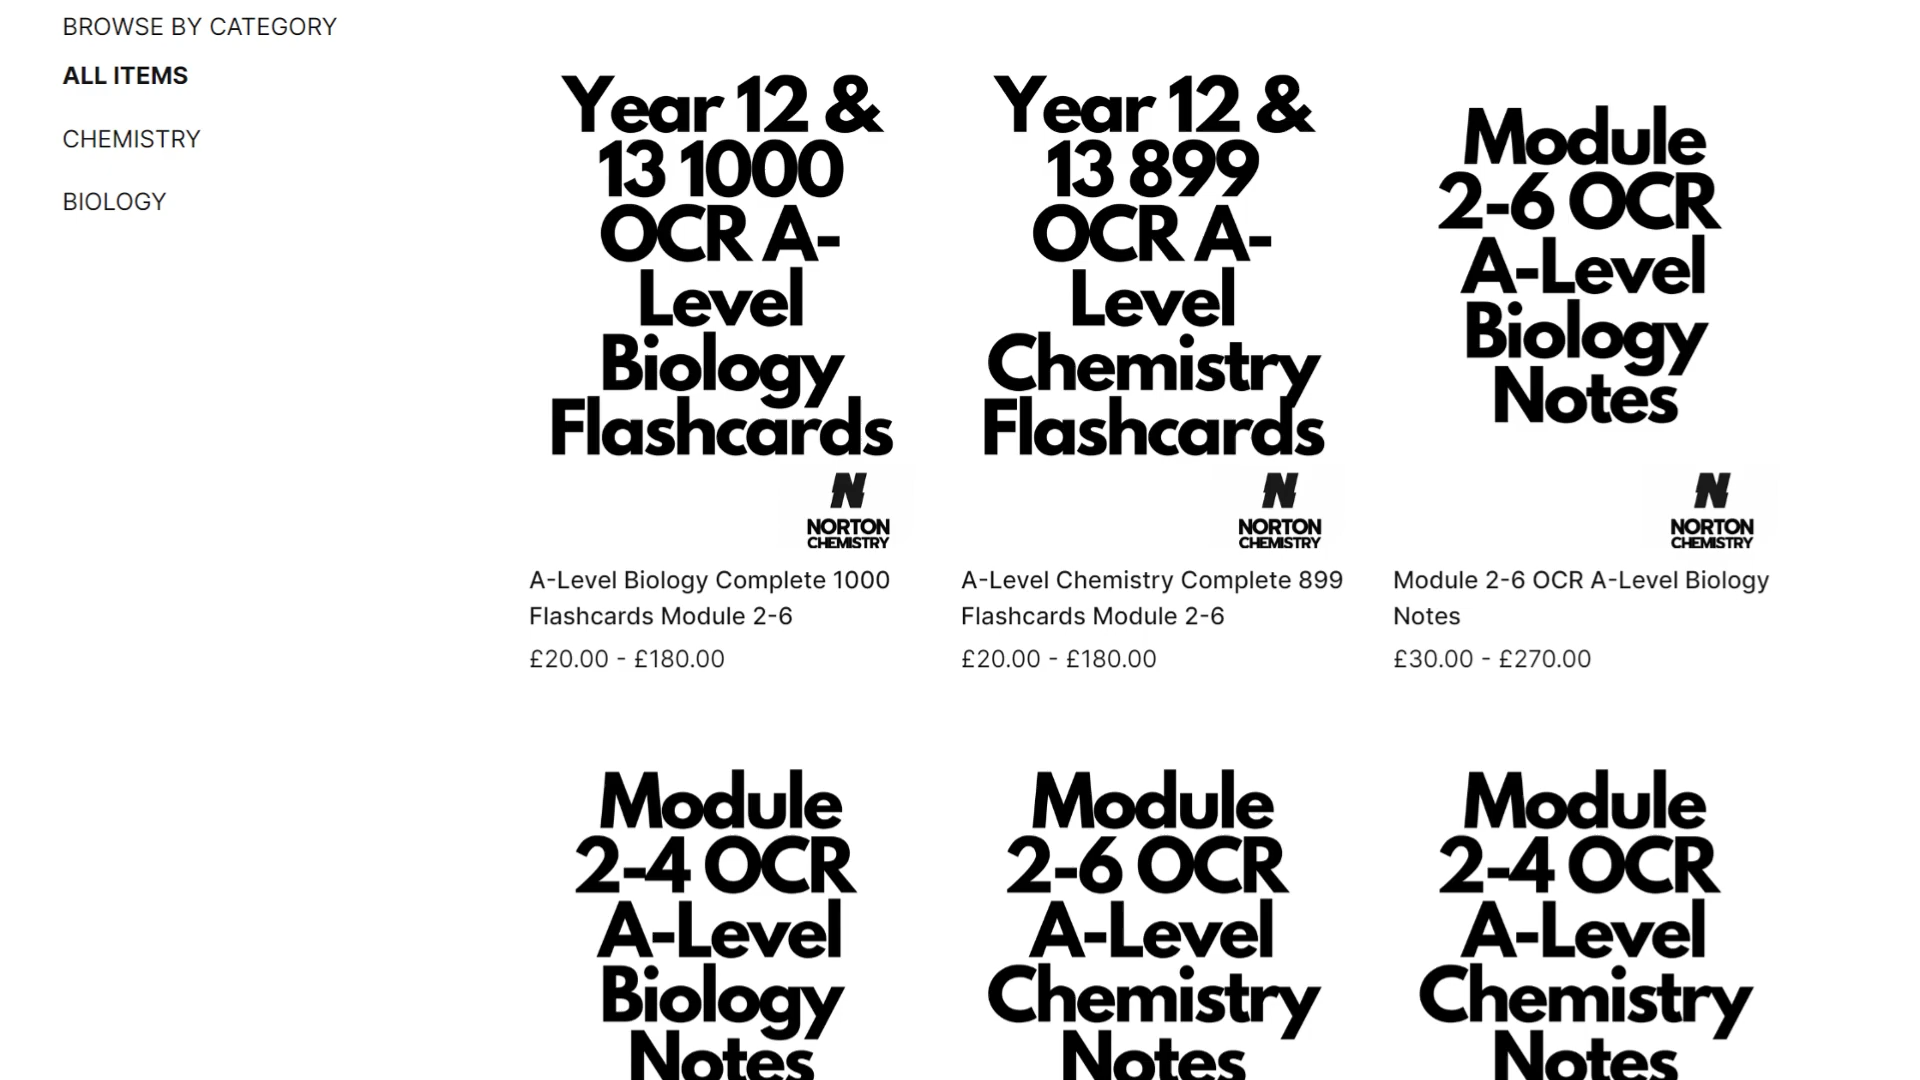 BROWSE BY CATEGORY
ALL ITEMS
CHEMISTRY
BIOLOGY
Year 12 &
13 1000
OCR A-
Level
Biology
Flashcards
N
NORTON
CHEMISTRY
A-Level Biology Complete 1000
Flashcards Module 2-6
£20.00 - £180.00
Year 12 &
13 899
OCR A-
Level
Chemistry
Flashcards
N
NORTON
CHEMISTRY
A-Level Chemistry Complete 899
Flashcards Module 2-6
£20.00 - £180.00
Module
2-6 OCR
A-Level
Biology
Notes
N
NORTON
CHEMISTRY
Module 2-6 OCR A-Level Biology
Notes
£30.00 - £270.00
Module
2-4 OCR
A-Level
Biology
Notes
Module
2-6 OCR
A-Level
Chemistry
Notes
Module
2-4 OCR
A-Level
Chemistry
Notes